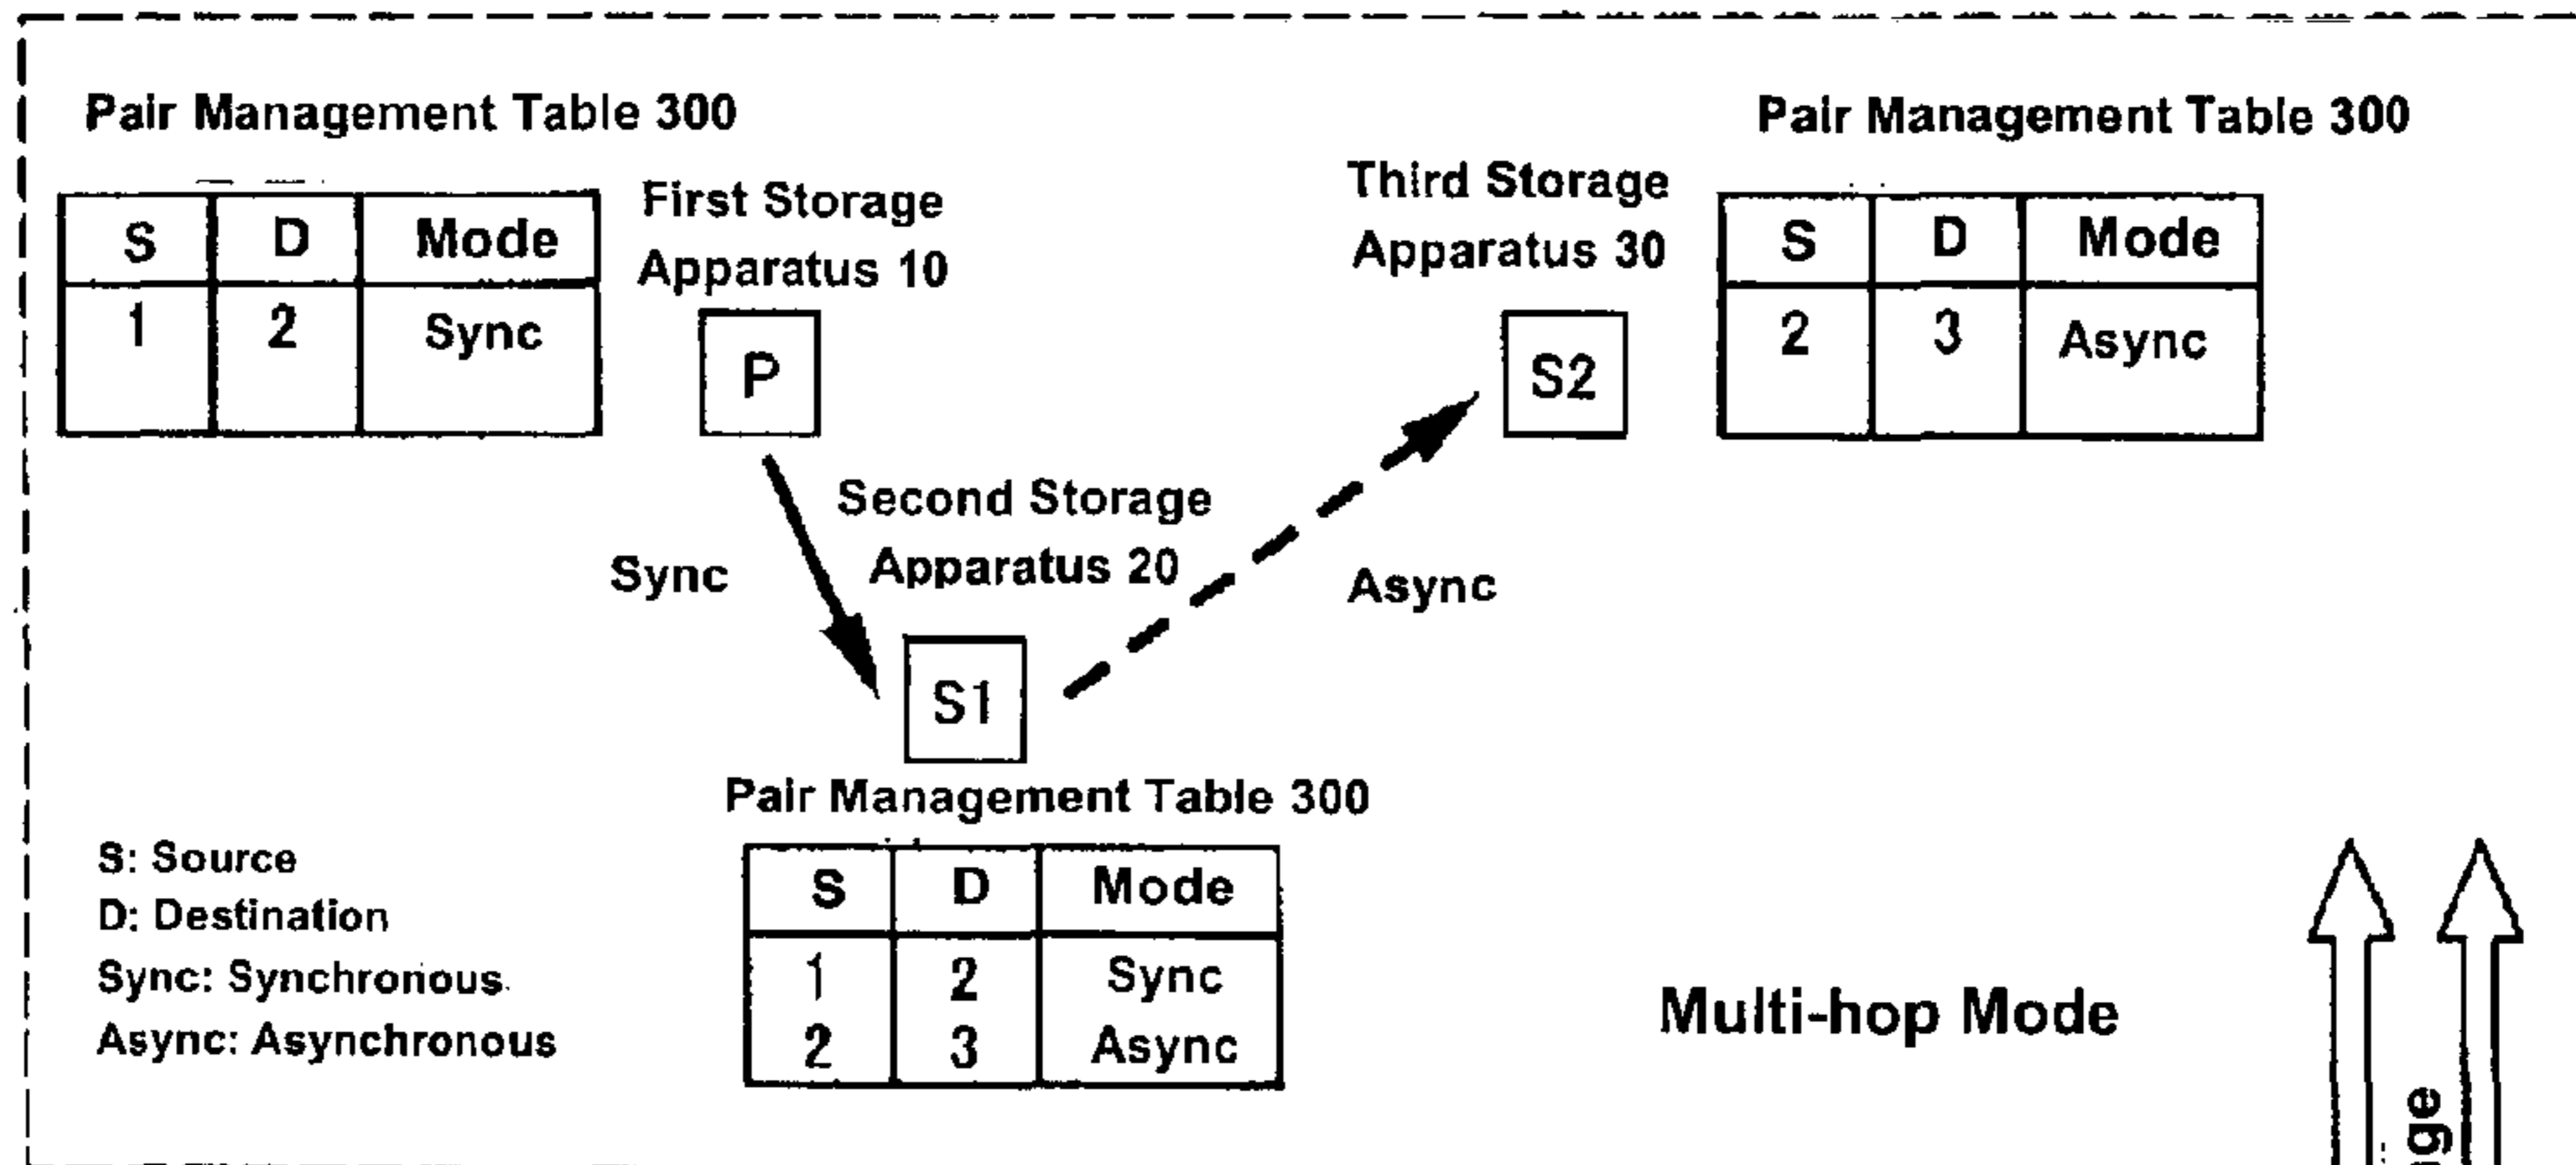 Pair Management Table 300
S D Mode
1 2 Sync
First Storage
Apparatus 10
P
Third Storage
Apparatus 30
S2
Pair Management Table 300
S D Mode
2 3 Async
Sync
Second Storage
Apparatus 20
Async
S1
Pair Management Table 300
S D Mode
1 2 Sync
2 3 Async
S: Source
D: Destination
Sync: Synchronous
Async: Asynchronous
Multi-hop Mode